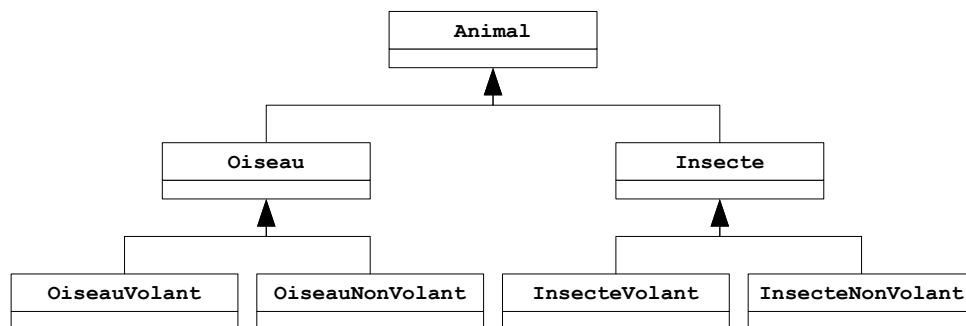 Animal
Oiseau
Insecte
OiseauVolant
OiseauNonVolant
InsecteVolant
InsecteNonVolant